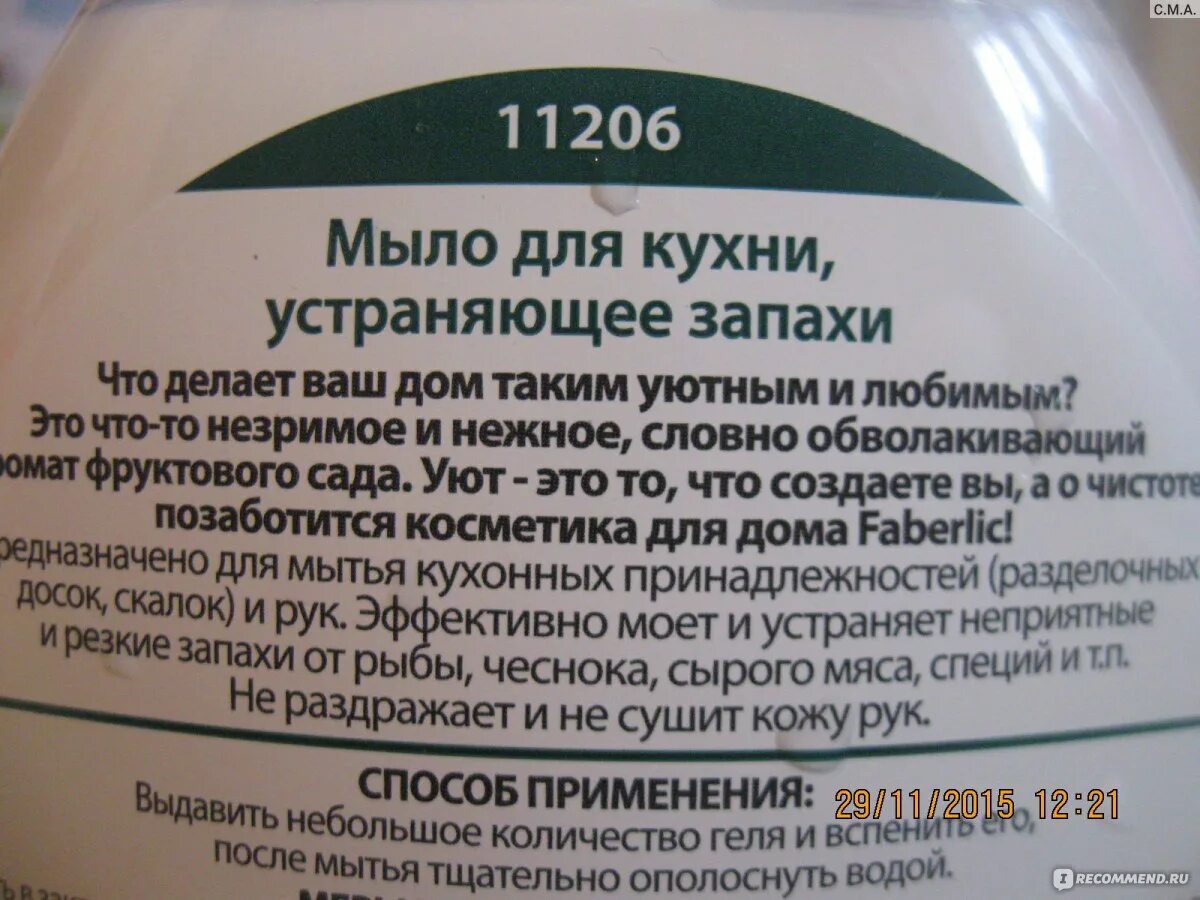 С.М.А.
11206
Мыло для кухни,
устраняющее запахи
Что делает ваш дом таким уютным и любимым?
Это что-то незримое и нежное, словно обволакивающий
ромат фруктового сада. Уют - это то, что создаете вы, а о чистоте
позаботится косметика для дома Faberlic!
редназначено для мытья кухонных принадлежностей (разделочных
досок, скалок) и рук. Эффективно моет и устраняет неприятные
и резкие запахи от рыбы, чеснока, сырого мяса, специй и т.п.
Не раздражает и не сушит кожу рук.
СПОСОБ ПРИМЕНЕНИЯ:
29/11/2015 12:21
Выдавить небольшое количество геля и вспенить его,
после мытья тщательно ополоснуть водой.
IRECOMMEND.RU